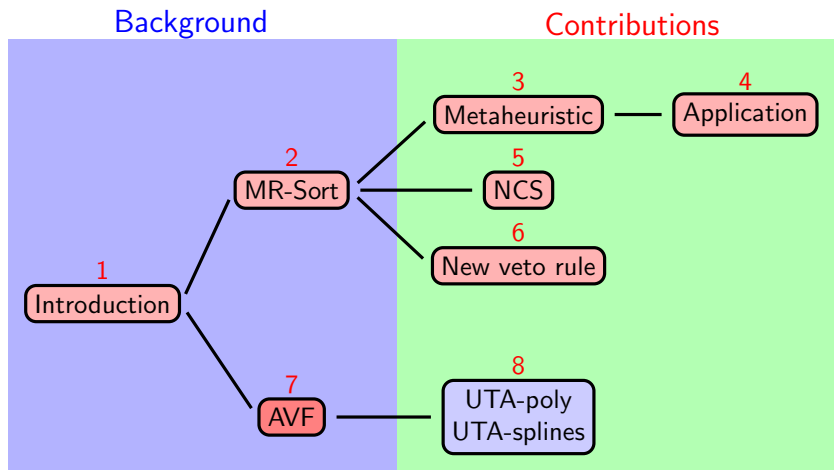 Background
Contributions
1
Introduction
2
MR-Sort
3
Metaheuristic
4
Application
5
NCS
6
New veto rule
7
AVF
8
UTA-poly
UTA-splines